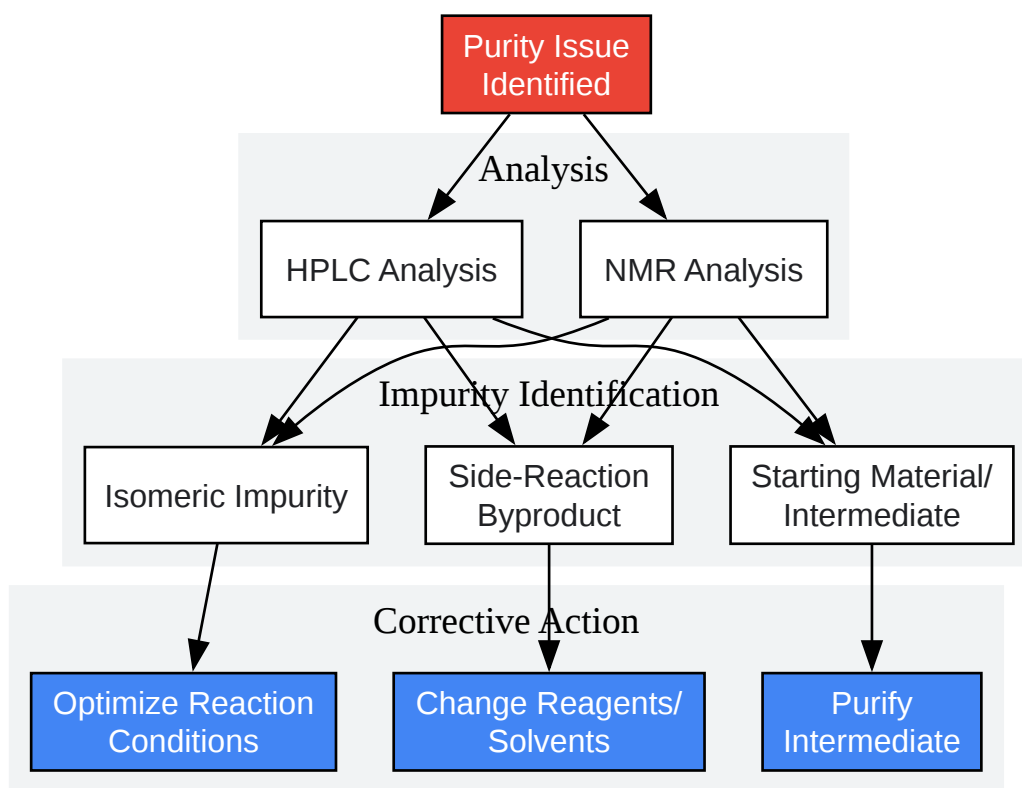 Purity Issue
Identified
Analysis
HPLC Analysis
NMR Analysis
Impurity Identification
Isomeric Impurity
Side-Reaction
Byproduct
Starting Material/
Intermediate
Corrective Action
Optimize Reaction
Conditions
Change Reagents/
Solvents
Purify
Intermediate